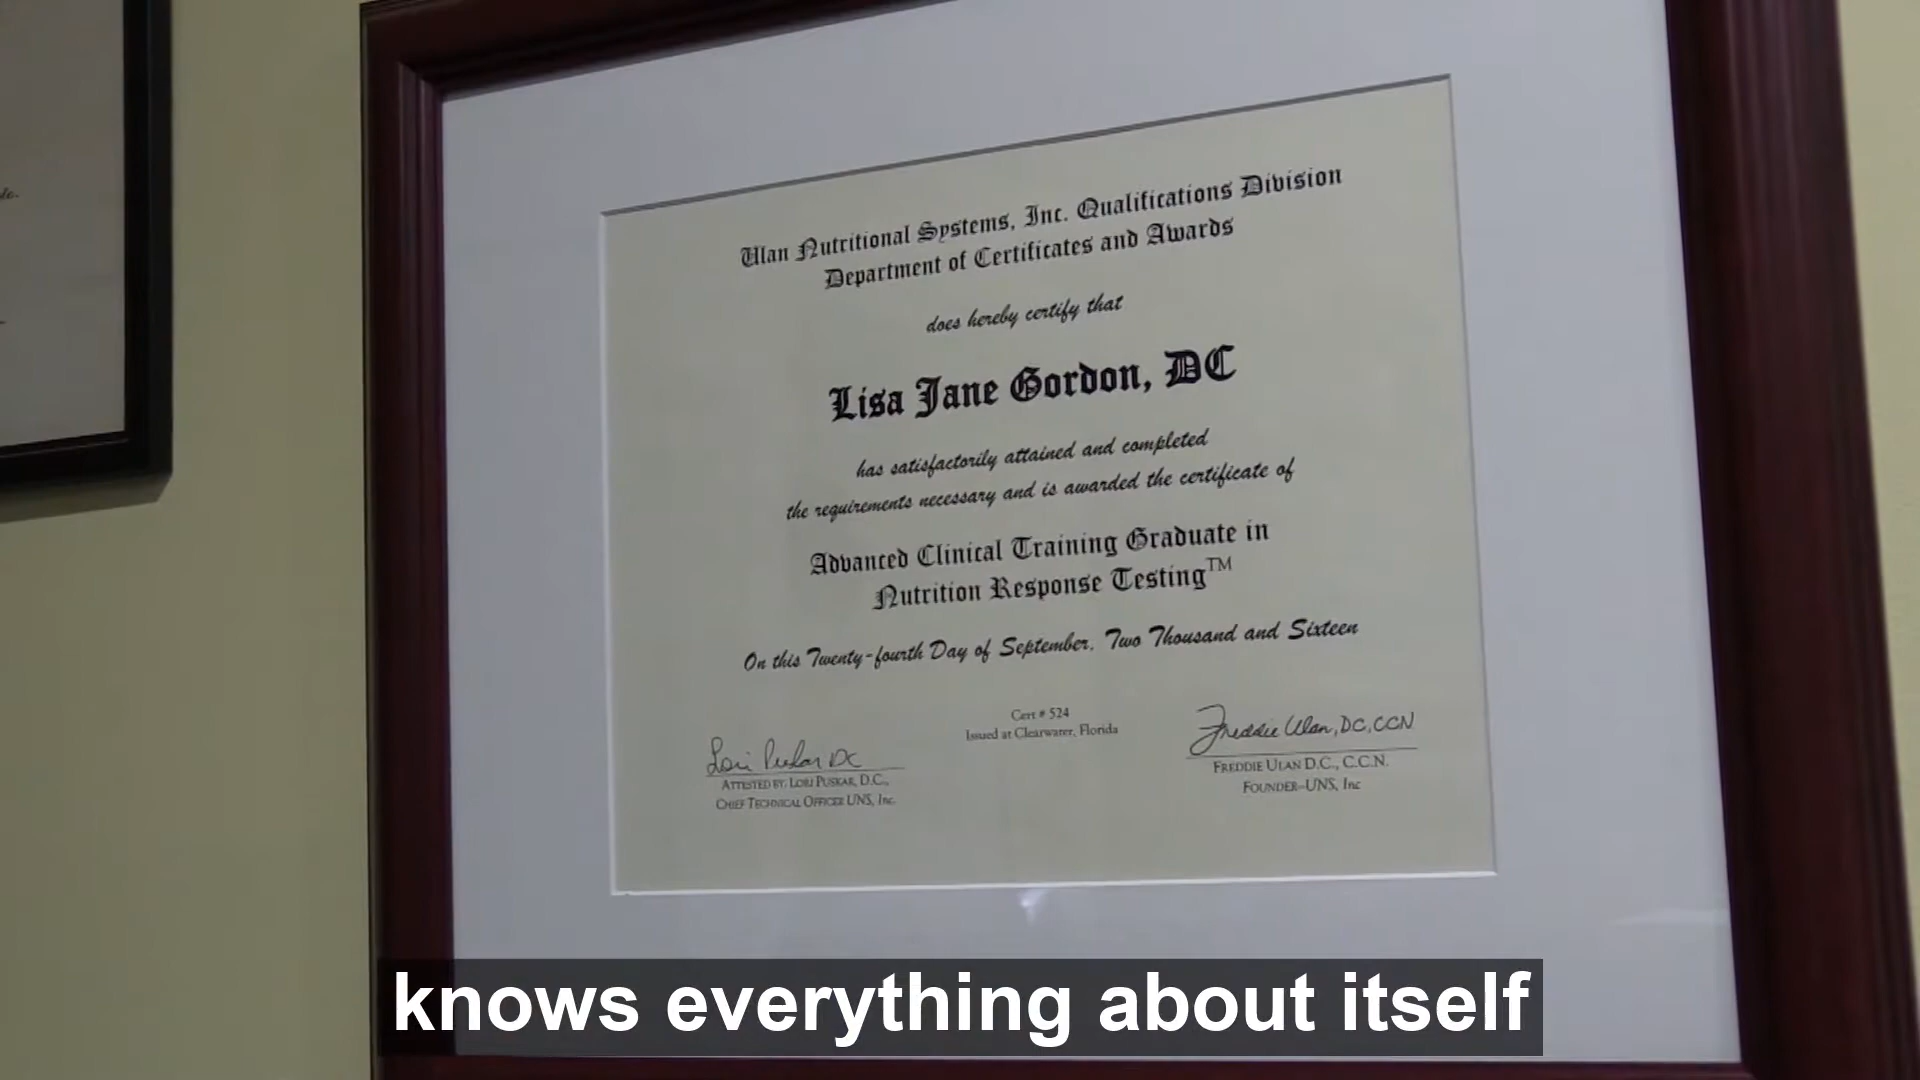 Ulan Nutritional Systems, Inc. Qualifications Division
Department of Certificates and Awards
does hereby certify that
Lisa Jane Gordon, DC
has satisfactorily attained and completed
the requirements necessary and is awarded the certificate of
Advanced Clinical Training Graduate in
Nutrition Response Testing™
On this Twenty-fourth Day of September, Two Thousand and Sixteen
Cert # 524
Issued at Clearwater, Florida
Lori Puskar DC
Freddie Ulan, DC, CCN
ATTESTED BY: LORI PUSKAR, D.C.,
CHIEF TECHNICAL OFFICER UNS, Inc.
FREDDIE ULAN D.C., C.C.N.
FOUNDER–UNS, Inc
knows everything about itself